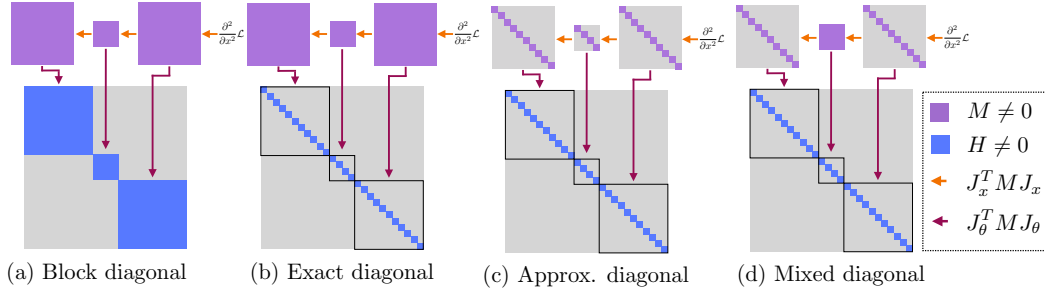 ∂²/∂x² ℒ
∂²/∂x² ℒ
∂²/∂x² ℒ
∂²/∂x² ℒ
M ≠ 0
H ≠ 0
J_x^T M J_x
J_θ^T M J_θ
(a) Block diagonal
(b) Exact diagonal
(c) Approx. diagonal
(d) Mixed diagonal